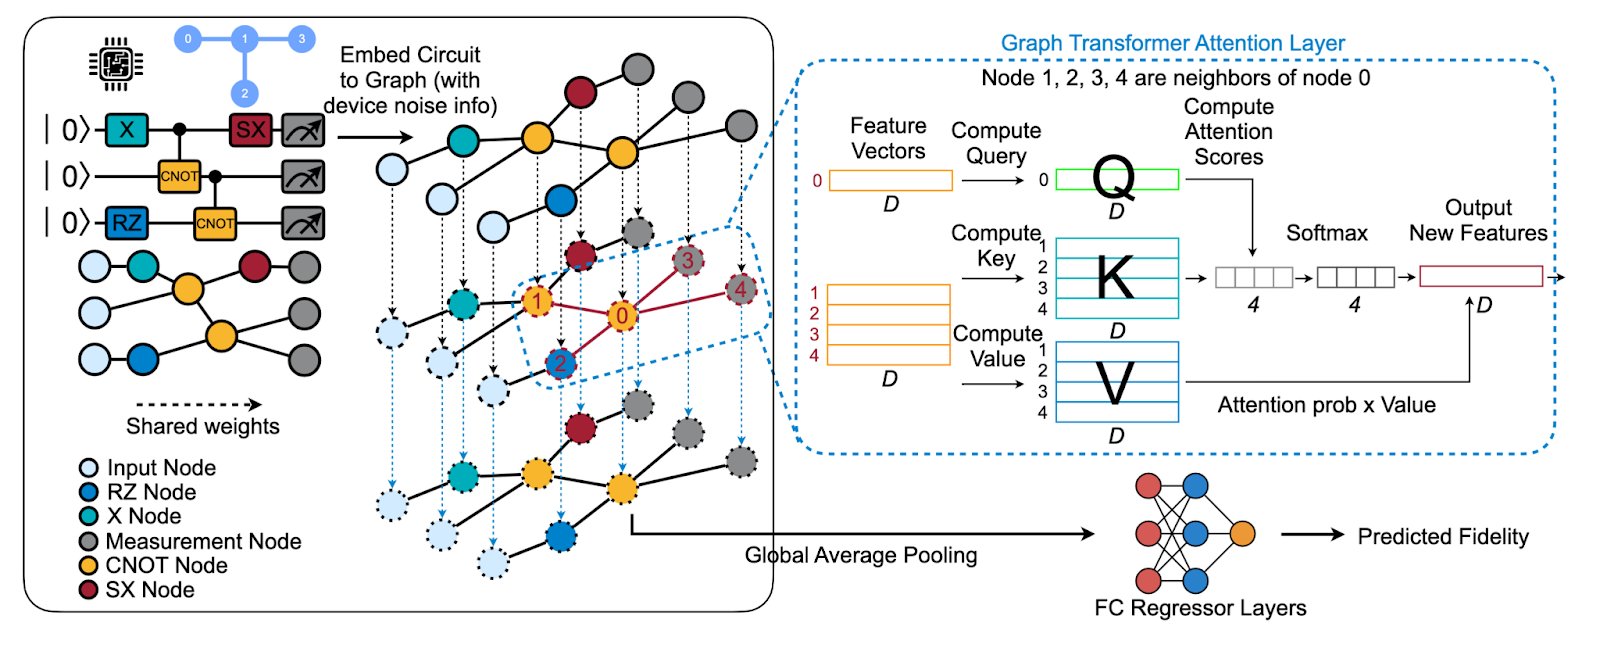 0
1
3
2
Embed Circuit
to Graph (with
device noise info)
| 0⟩
X
SX
| 0⟩
CNOT
| 0⟩
RZ
CNOT
Shared weights
Input Node
RZ Node
X Node
Measurement Node
CNOT Node
SX Node
3
4
1
0
2
Graph Transformer Attention Layer
Node 1, 2, 3, 4 are neighbors of node 0
Feature
Vectors
0
D
Compute
Query
0
Q
D
Compute
Attention
Scores
1
2
3
4
D
Compute
Key
1
2
3
4
K
D
Compute
Value
1
2
3
4
V
D
4
Softmax
4
Output
New Features
D
Attention prob x Value
Global Average Pooling
FC Regressor Layers
Predicted Fidelity